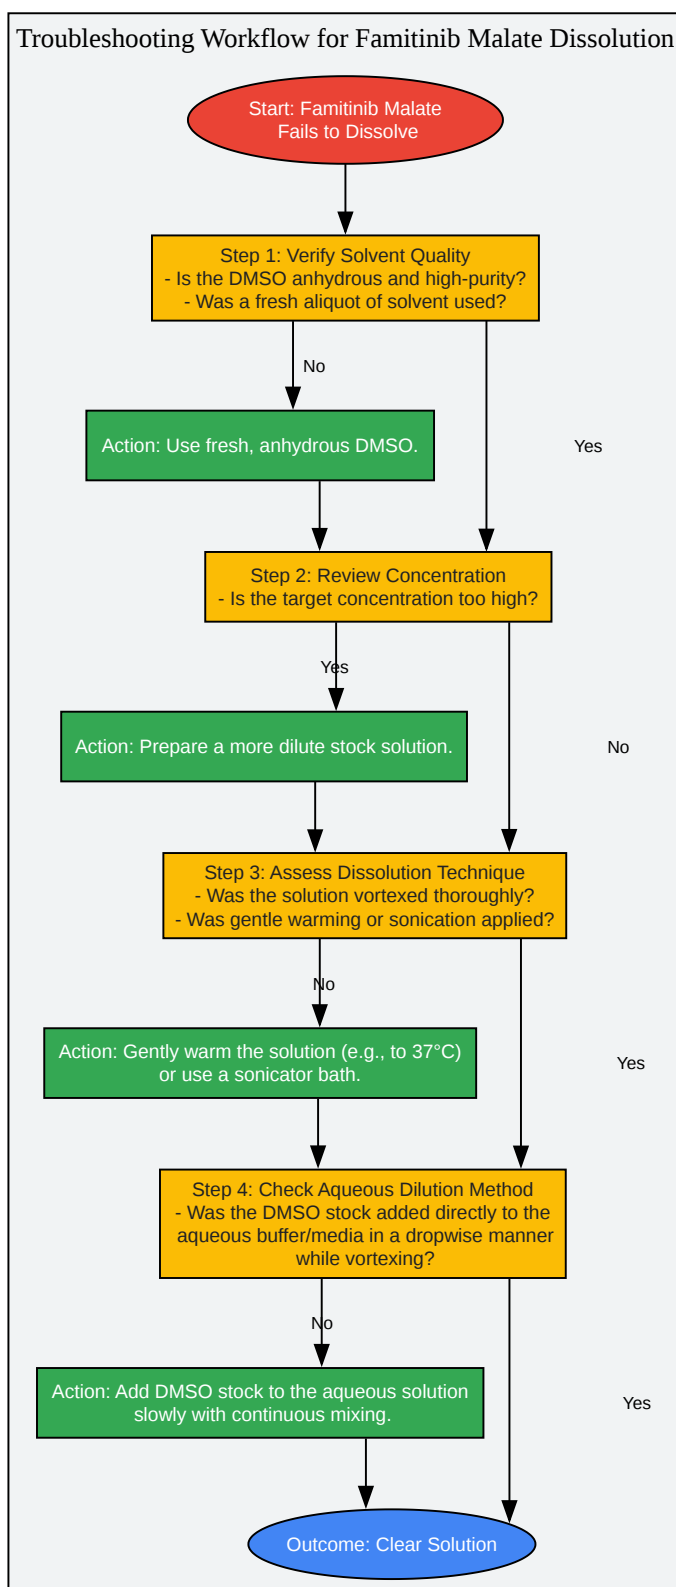 Troubleshooting Workflow for Famitinib Malate Dissolution
Start: Famitinib Malate
Fails to Dissolve
Step 1: Verify Solvent Quality
- Is the DMSO anhydrous and high-purity?
- Was a fresh aliquot of solvent used?
No
Action: Use fresh, anhydrous DMSO.
Yes
Step 2: Review Concentration
- Is the target concentration too high?
Yes
Action: Prepare a more dilute stock solution.
No
Step 3: Assess Dissolution Technique
- Was the solution vortexed thoroughly?
- Was gentle warming or sonication applied?
No
Action: Gently warm the solution (e.g., to 37°C)
or use a sonicator bath.
Yes
Step 4: Check Aqueous Dilution Method
- Was the DMSO stock added directly to the
aqueous buffer/media in a dropwise manner
while vortexing?
No
Action: Add DMSO stock to the aqueous solution
slowly with continuous mixing.
Yes
Outcome: Clear Solution